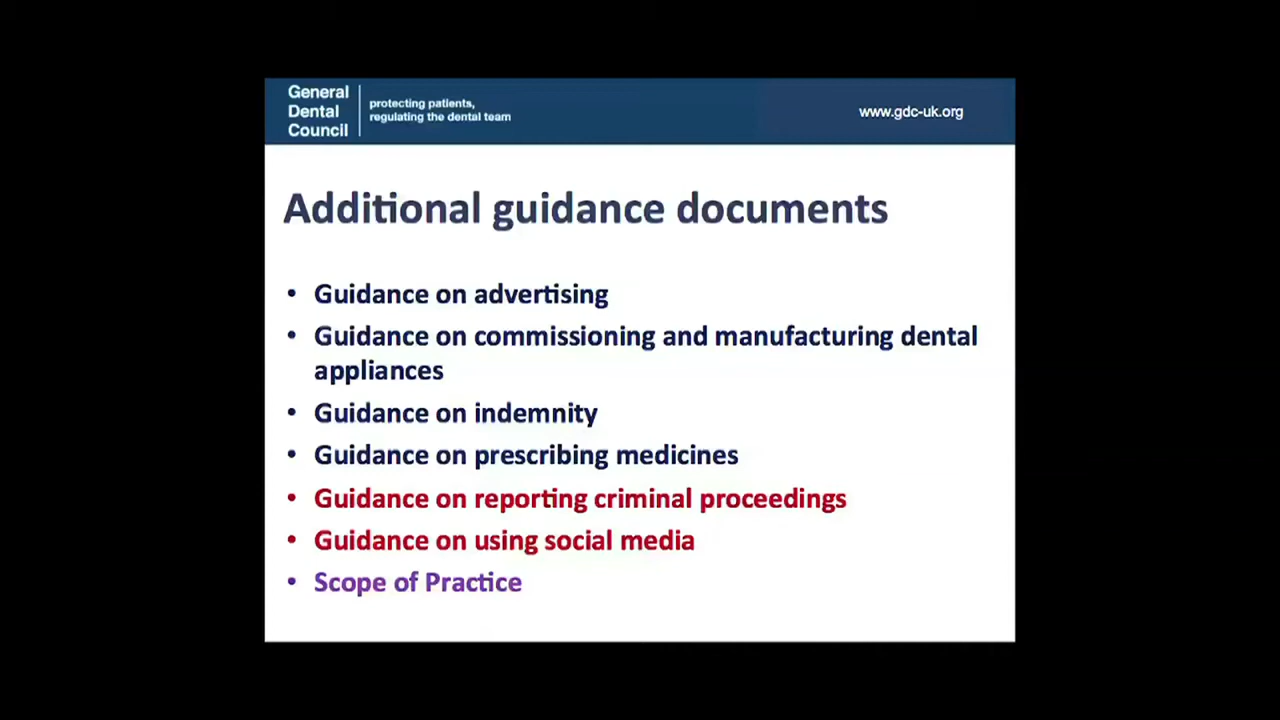 General
Dental
Council
protecting patients,
regulating the dental team
www.gdc-uk.org
Additional guidance documents
• Guidance on advertising
• Guidance on commissioning and manufacturing dental
appliances
• Guidance on indemnity
• Guidance on prescribing medicines
• Guidance on reporting criminal proceedings
• Guidance on using social media
• Scope of Practice